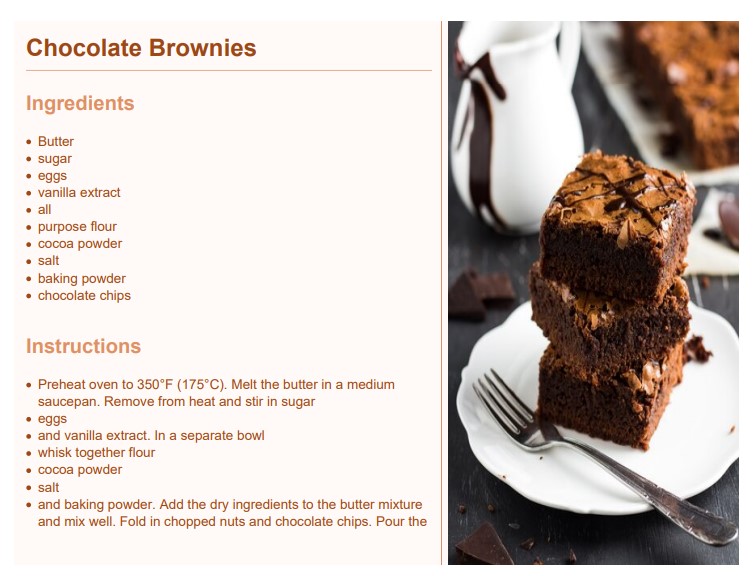 Chocolate Brownies
Ingredients
• Butter
• sugar
• eggs
• vanilla extract
• all
• purpose flour
• cocoa powder
• salt
• baking powder
• chocolate chips
Instructions
• Preheat oven to 350°F (175°C). Melt the butter in a medium
saucepan. Remove from heat and stir in sugar
• eggs
• and vanilla extract. In a separate bowl
• whisk together flour
• cocoa powder
• salt
• and baking powder. Add the dry ingredients to the butter mixture
and mix well. Fold in chopped nuts and chocolate chips. Pour the